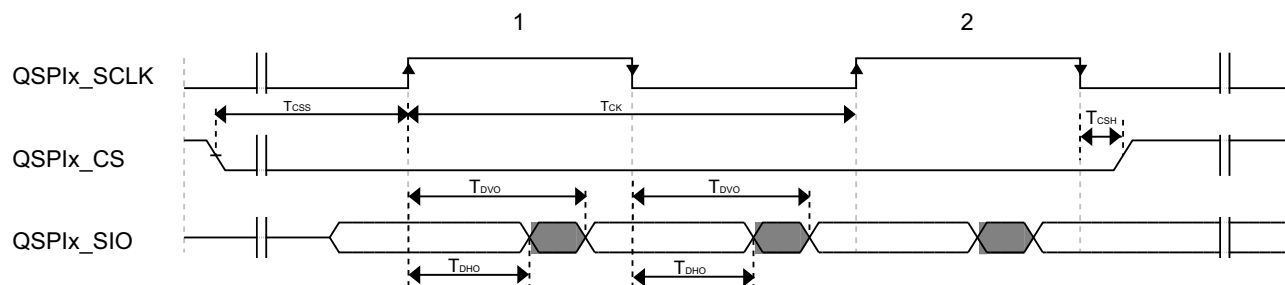 1 2
QSPIx_SCLK
TCSS TCK TCSH
QSPIx_CS
TDVO TDVO
QSPIx_SIO
TDHO TDHO